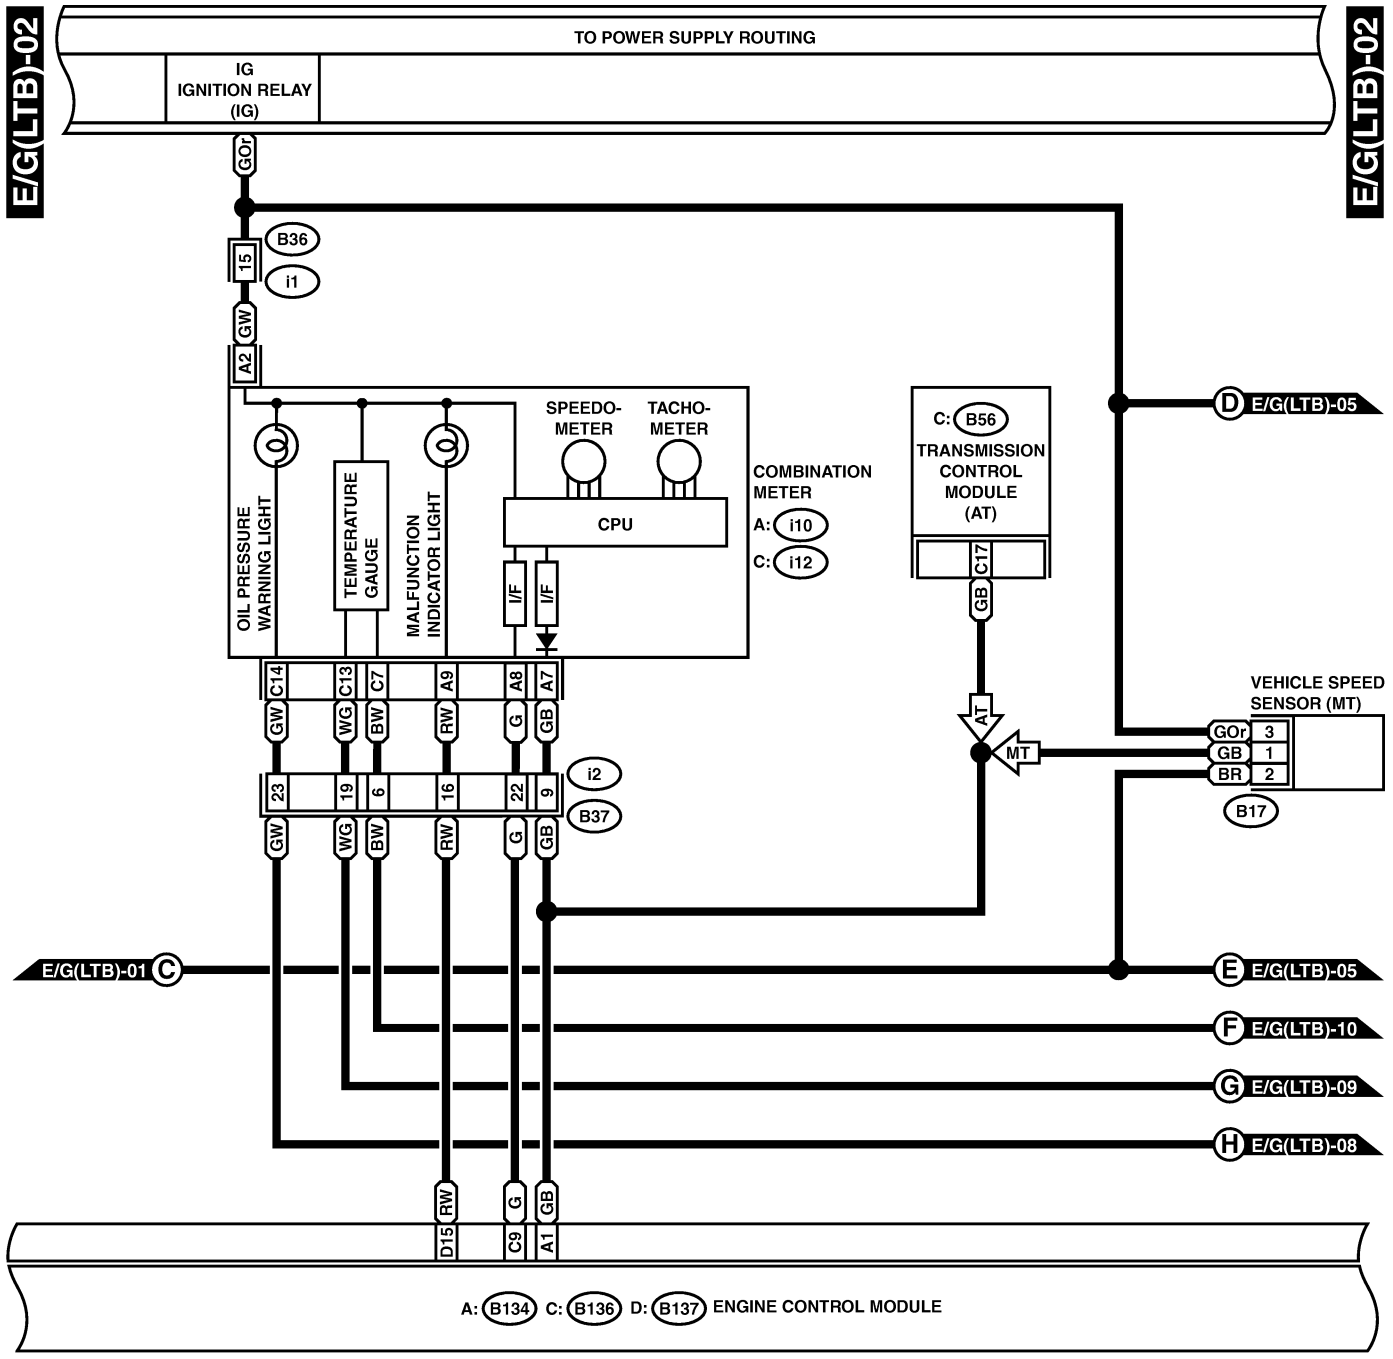 E/G(LTB)-02
E/G(LTB)-02
TO POWER SUPPLY ROUTING
IG
IGNITION RELAY
(IG)
GOr
B36
15
i1
GW
A2
D E/G(LTB)-05
SPEEDO-
METER
TACHO-
METER
CPU
I/F
I/F
OIL PRESSURE
WARNING LIGHT
TEMPERATURE
GAUGE
MALFUNCTION
INDICATOR LIGHT
COMBINATION
METER
A: i10
C: i12
C: B56
TRANSMISSION
CONTROL
MODULE
(AT)
C17
GB
AT
MT
VEHICLE SPEED
SENSOR (MT)
GOr 3
GB 1
BR 2
B17
C14 C13 C7 A9 A8 A7
GW WG BW RW G GB
i2
23 19 6 16 22 9
B37
GW WG BW RW G GB
E/G(LTB)-01 C
E E/G(LTB)-05
F E/G(LTB)-10
G E/G(LTB)-09
H E/G(LTB)-08
RW G GB
D15 C9 A1
A: B134 C: B136 D: B137 ENGINE CONTROL MODULE